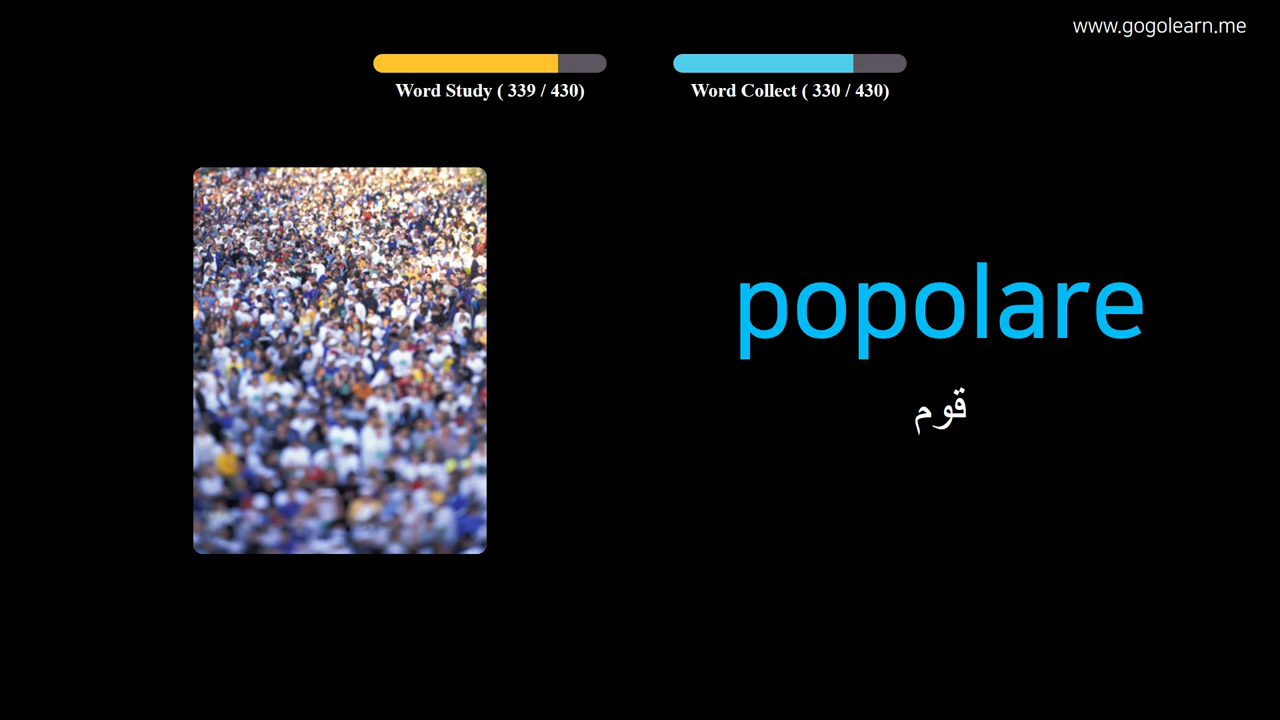 www.gogolearn.me
Word Study ( 339 / 430)
Word Collect ( 330 / 430)
popolare
قوم